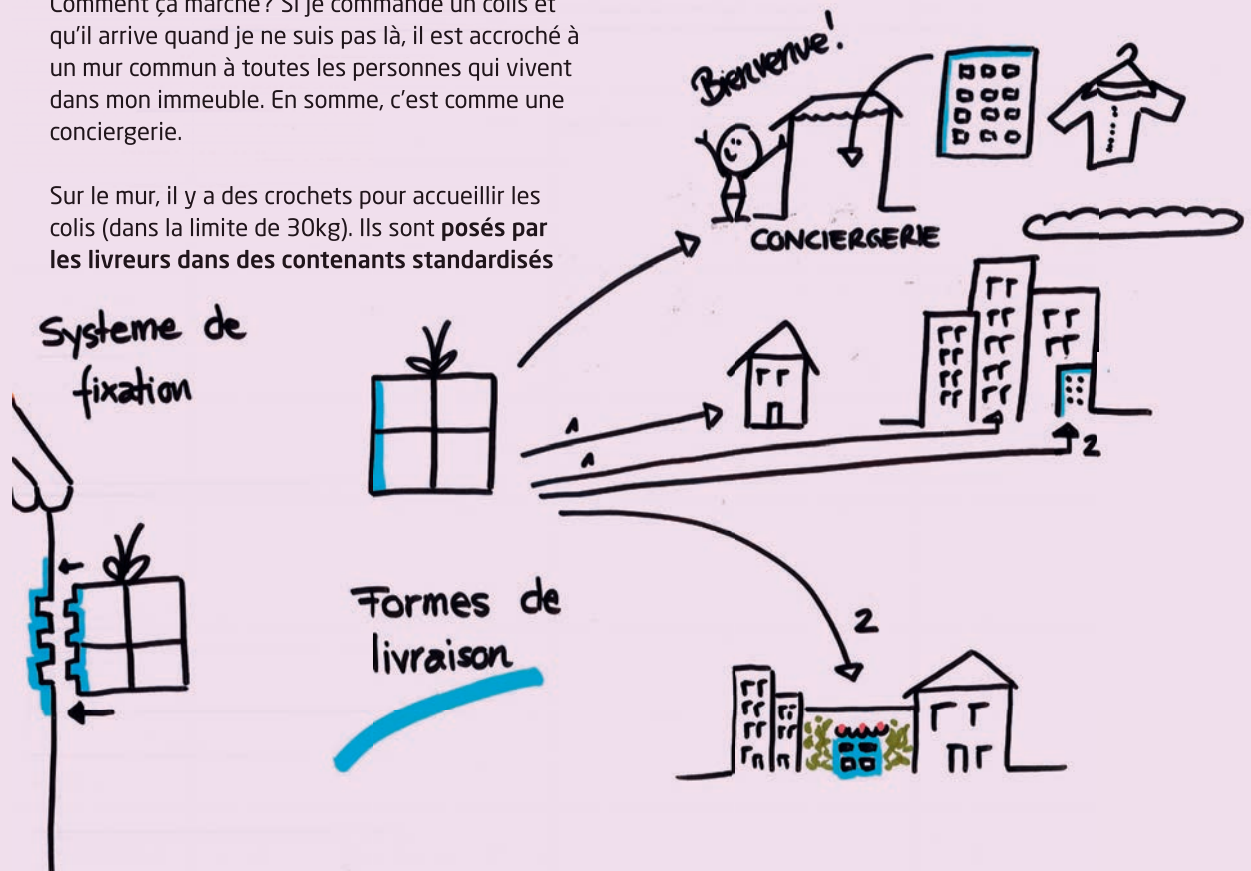 Comment ça marche? Si je commande un colis et
qu'il arrive quand je ne suis pas là, il est accroché à
un mur commun à toutes les personnes qui vivent
dans mon immeuble. En somme, c'est comme une
conciergerie.
Sur le mur, il y a des crochets pour accueillir les
colis (dans la limite de 30kg). Ils sont posés par
les livreurs dans des contenants standardisés
Bienvenue!
CONCIERGERIE
Systeme de
fixation
1
1
2
Formes de
livraison
2